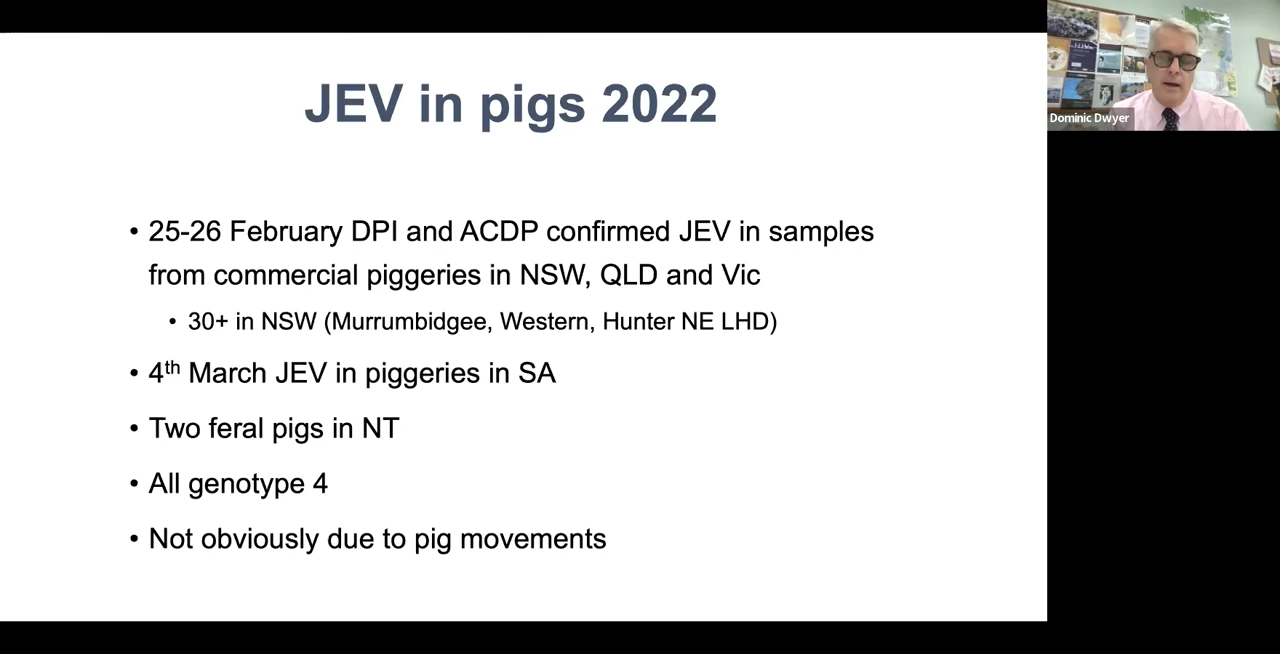 JEV in pigs 2022
• 25-26 February DPI and ACDP confirmed JEV in samples
from commercial piggeries in NSW, QLD and Vic
• 30+ in NSW (Murrumbidgee, Western, Hunter NE LHD)
• 4th March JEV in piggeries in SA
• Two feral pigs in NT
• All genotype 4
• Not obviously due to pig movements
Dominic Dwyer